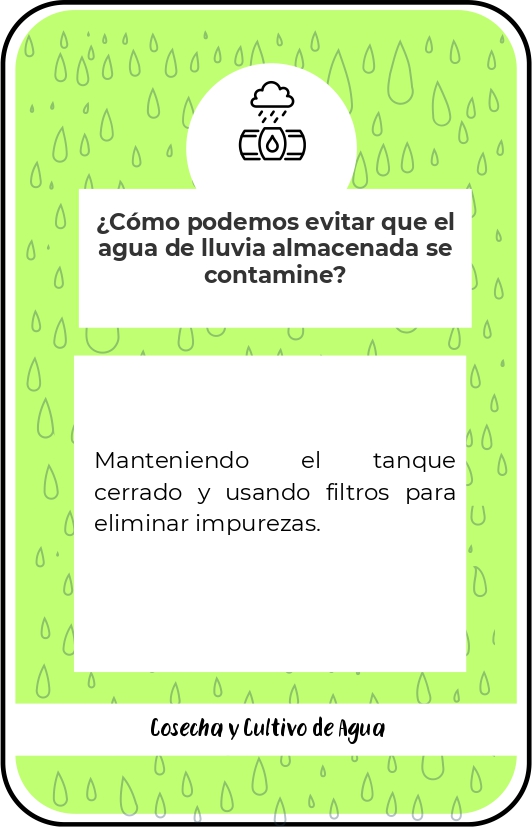 ¿Cómo podemos evitar que el
agua de lluvia almacenada se
contamine?
Manteniendo el tanque
cerrado y usando filtros para
eliminar impurezas.
Cosecha y Cultivo de Agua